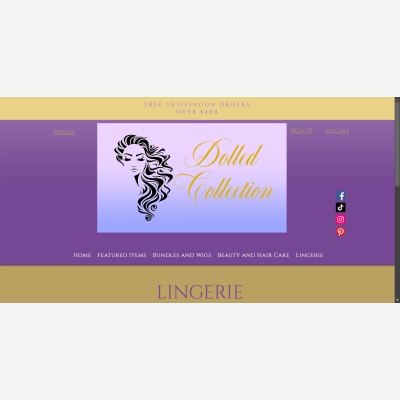 FREE SHIPPINGON ORDERS
OVER $400
Profile
Sign Up
My Cart
Dolled
Collection
Home Featured Items Bundles and Wigs Beauty and Hair Care Lingerie
LINGERIE